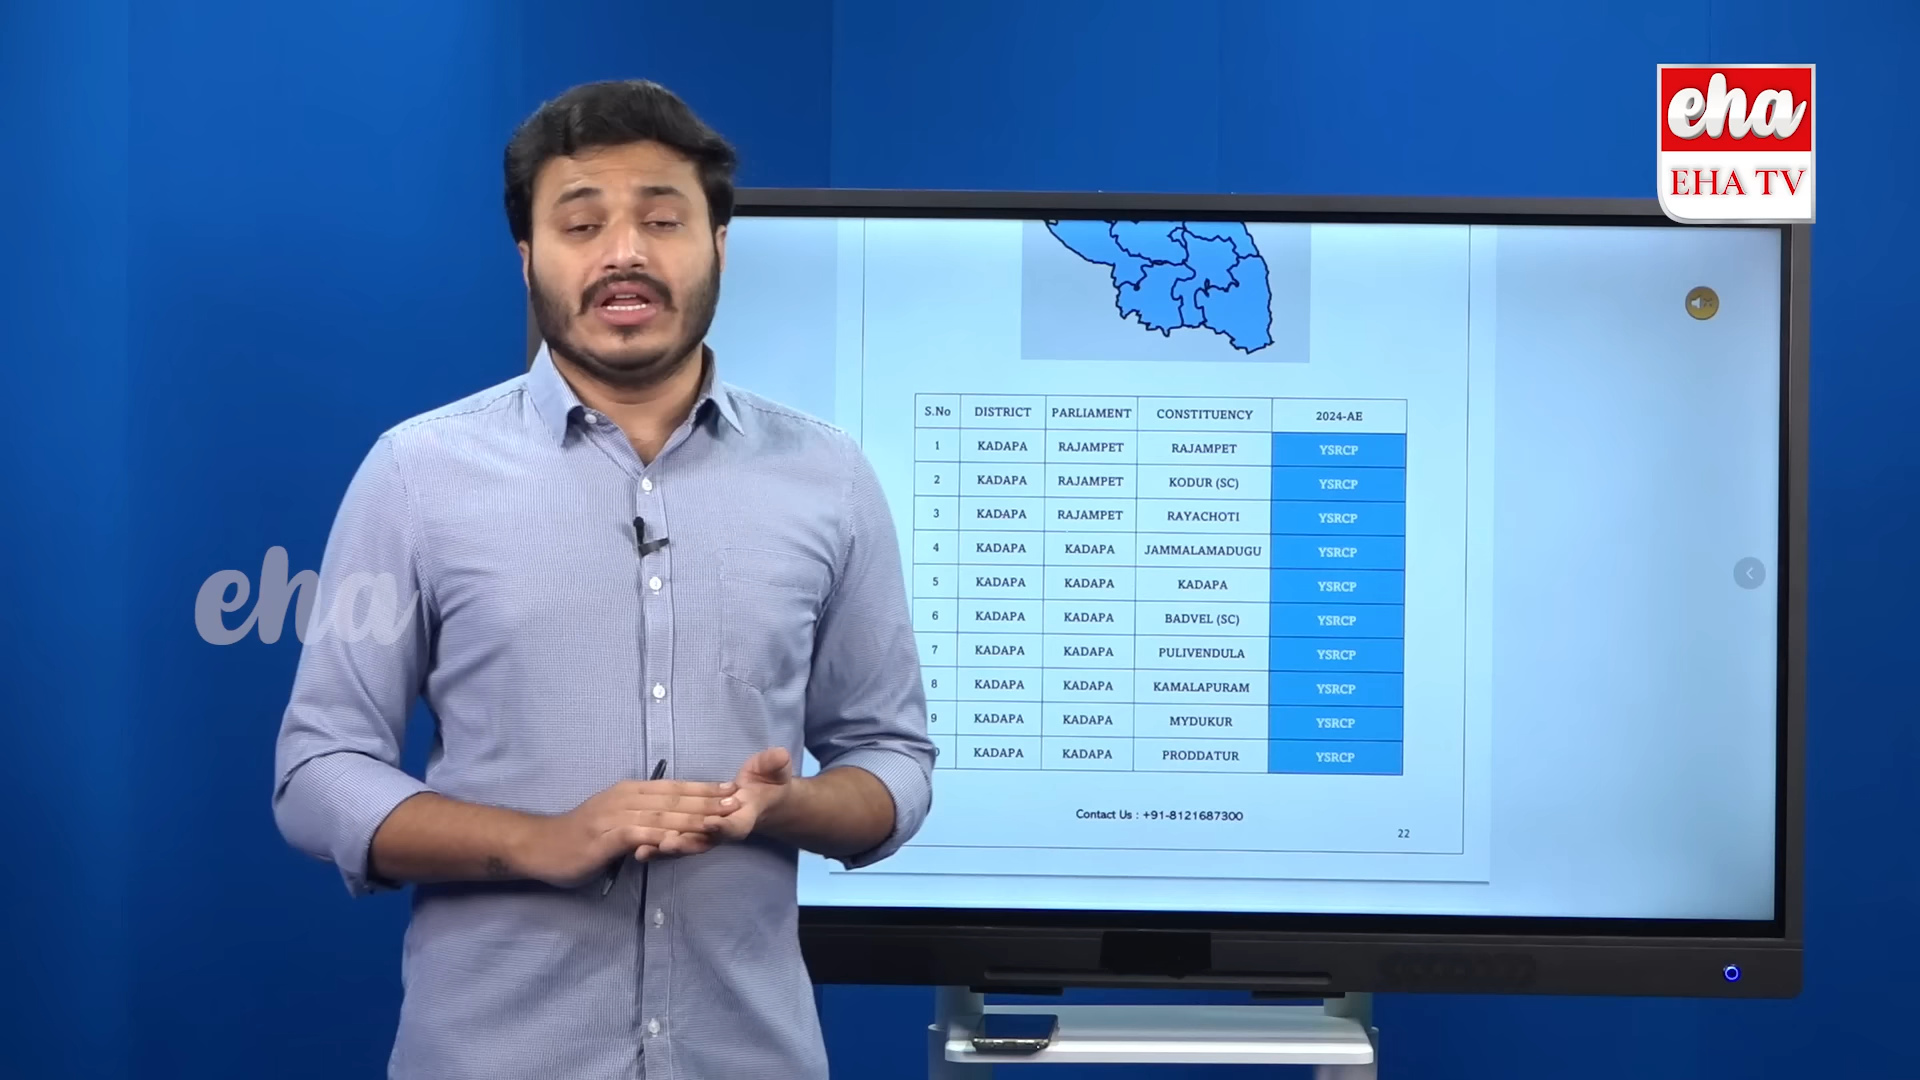 eha
EHA TV
eha
S.No DISTRICT PARLIAMENT CONSTITUENCY 2024-AE
1 KADAPA RAJAMPET RAJAMPET YSRCP
2 KADAPA RAJAMPET KODUR (SC) YSRCP
3 KADAPA RAJAMPET RAYACHOTI YSRCP
4 KADAPA KADAPA JAMMALAMADUGU YSRCP
5 KADAPA KADAPA KADAPA YSRCP
6 KADAPA KADAPA BADVEL (SC) YSRCP
7 KADAPA KADAPA PULIVENDULA YSRCP
8 KADAPA KADAPA KAMALAPURAM YSRCP
9 KADAPA KADAPA MYDUKUR YSRCP
KADAPA KADAPA PRODDATUR YSRCP
Contact Us : +91-8121687300
22